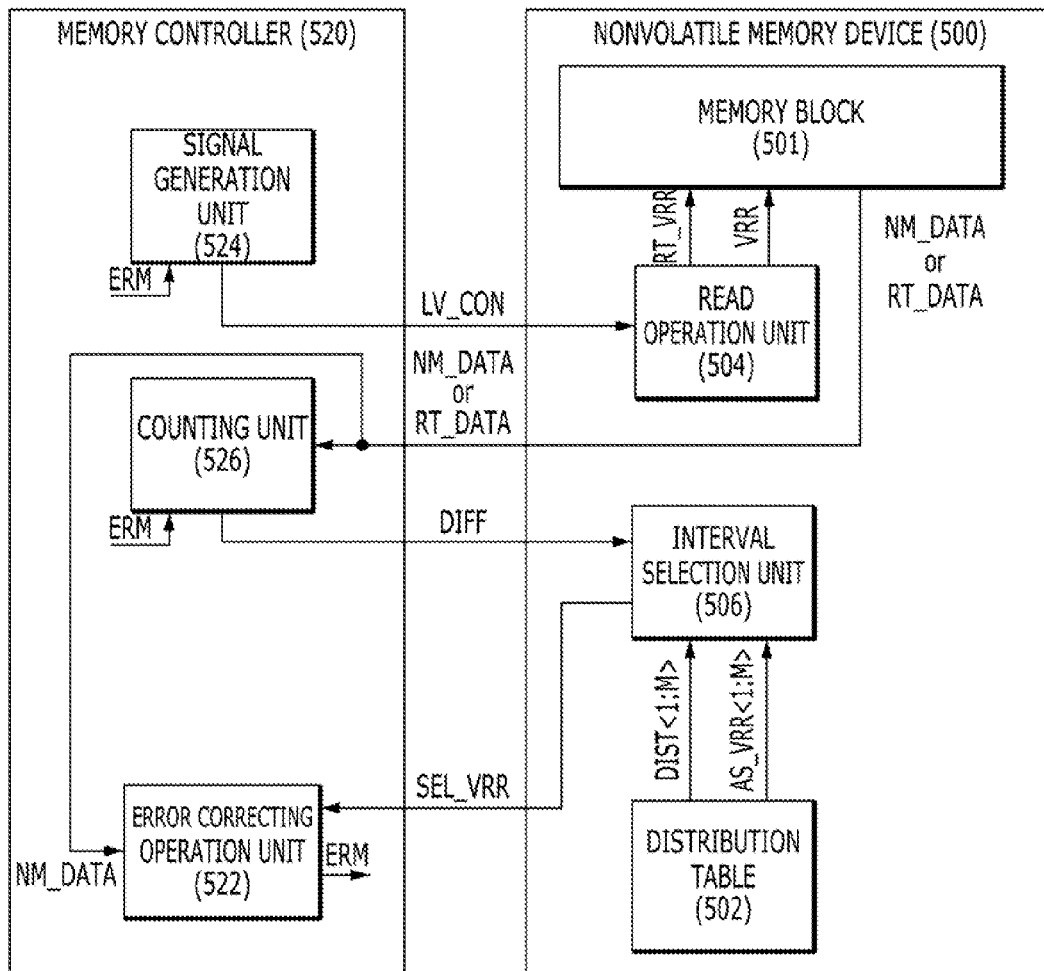 MEMORY CONTROLLER (520)
NONVOLATILE MEMORY DEVICE (500)
MEMORY BLOCK
(501)
SIGNAL
GENERATION
UNIT
(524)
ERM
RT_VRR
VRR
NM_DATA
or
RT_DATA
READ
OPERATION UNIT
(504)
LV_CON
NM_DATA
or
RT_DATA
COUNTING UNIT
(526)
ERM
DIFF
INTERVAL
SELECTION UNIT
(506)
DIST<1:M>
AS_VRR<1:M>
SEL_VRR
ERROR CORRECTING
OPERATION UNIT
(522)
NM_DATA
ERM
DISTRIBUTION
TABLE
(502)